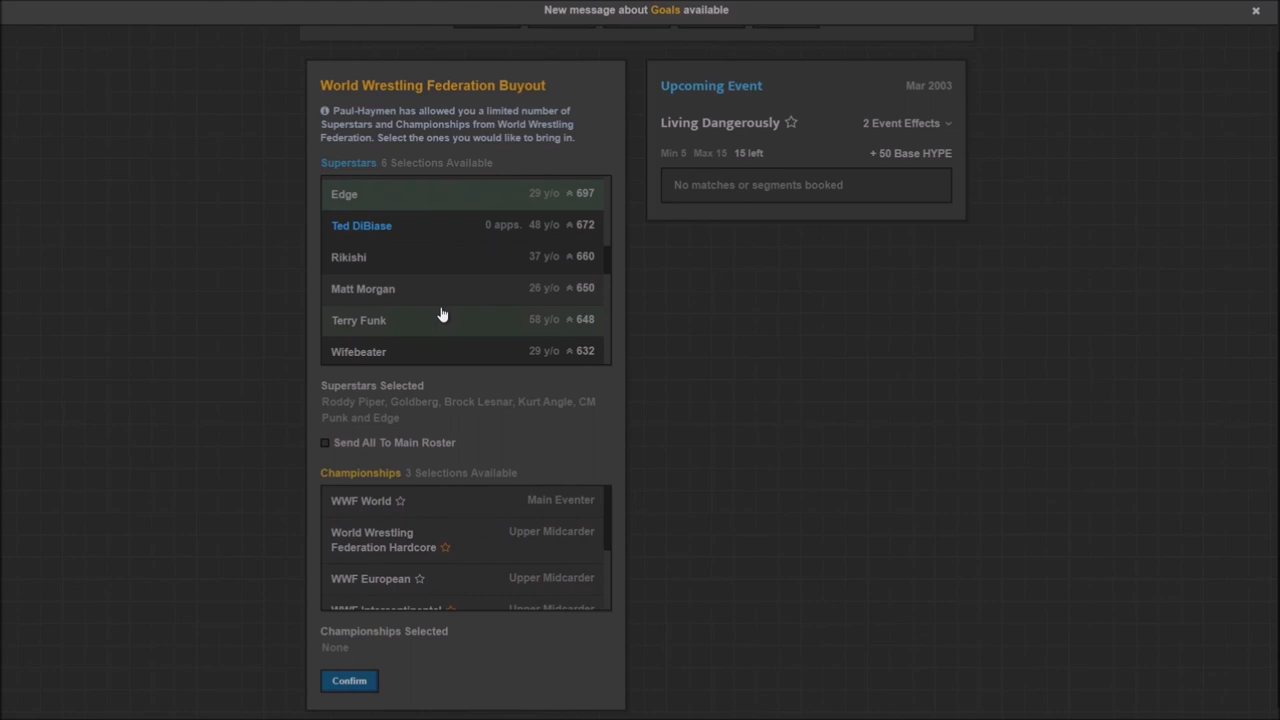 New message about Goals available
World Wrestling Federation Buyout
Paul-Haymen has allowed you a limited number of
Superstars and Championships from World Wrestling
Federation. Select the ones you would like to bring in.
Superstars 6 Selections Available
Edge 29 y/o 697
Ted DiBiase 0 apps. 48 y/o 672
Rikishi 37 y/o 660
Matt Morgan 26 y/o 650
Terry Funk 58 y/o 648
Wifebeater 29 y/o 632
Superstars Selected
Roddy Piper, Goldberg, Brock Lesnar, Kurt Angle, CM
Punk and Edge
Send All To Main Roster
Championships 3 Selections Available
WWF World Main Eventer
World Wrestling
Federation Hardcore Upper Midcarder
WWF European Upper Midcarder
WWF Intercontinental Upper Midcarder
Championships Selected
None
Confirm
Upcoming Event Mar 2003
Living Dangerously 2 Event Effects
Min 5 Max 15 15 left + 50 Base HYPE
No matches or segments booked